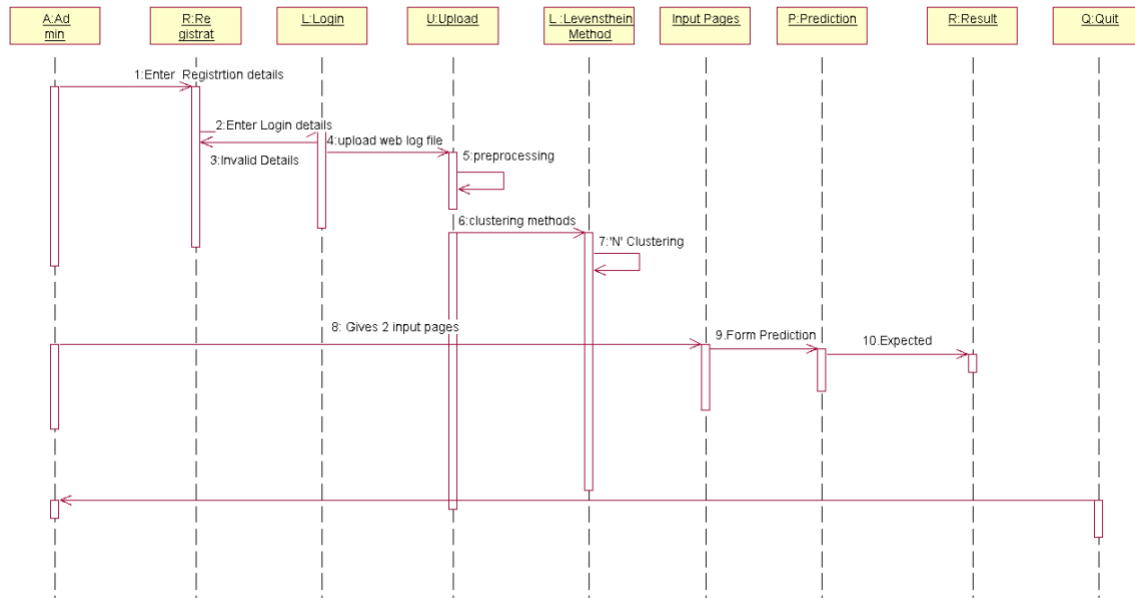 A:Ad
min
R:Re
gistrat
L:Login
U:Upload
L :Levensthein
Method
Input Pages
P:Prediction
R:Result
Q:Quit
1:Enter Registrtion details
2:Enter Login details
3:Invalid Details
4:upload web log file
5:preprocessing
6:clustering methods
7:'N' Clustering
8: Gives 2 input pages
9.Form Prediction
10.Expected